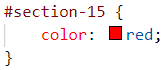 #section-15 {
    color: red;
}